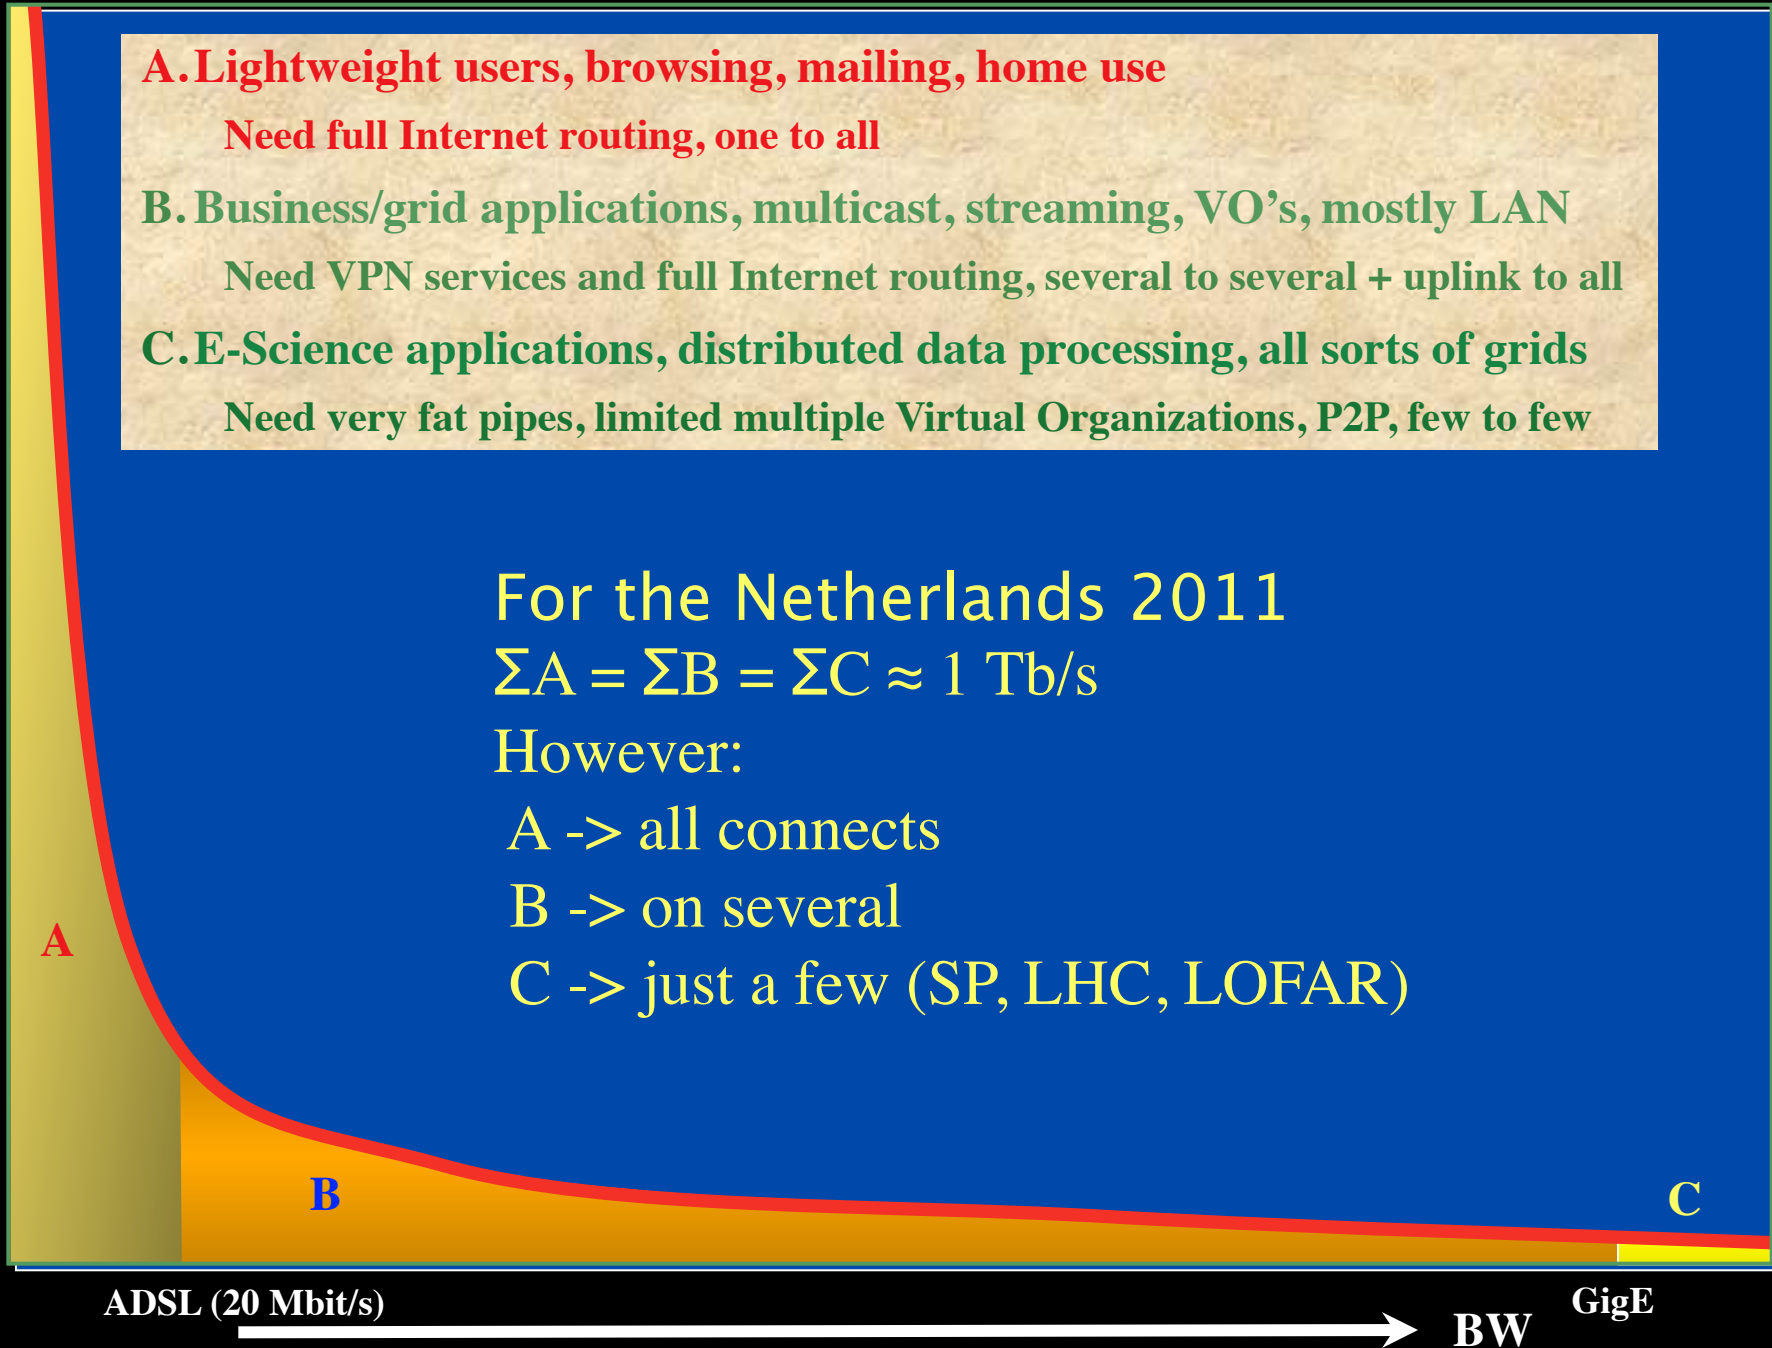 A. Lightweight users, browsing, mailing, home use
Need full Internet routing, one to all
B. Business/grid applications, multicast, streaming, VO’s, mostly LAN
Need VPN services and full Internet routing, several to several + uplink to all
C. E-Science applications, distributed data processing, all sorts of grids
Need very fat pipes, limited multiple Virtual Organizations, P2P, few to few
For the Netherlands 2011
ΣA = ΣB = ΣC ≈ 1 Tb/s
However:
A -> all connects
B -> on several
C -> just a few (SP, LHC, LOFAR)
A
B
C
ADSL (20 Mbit/s)
BW
GigE